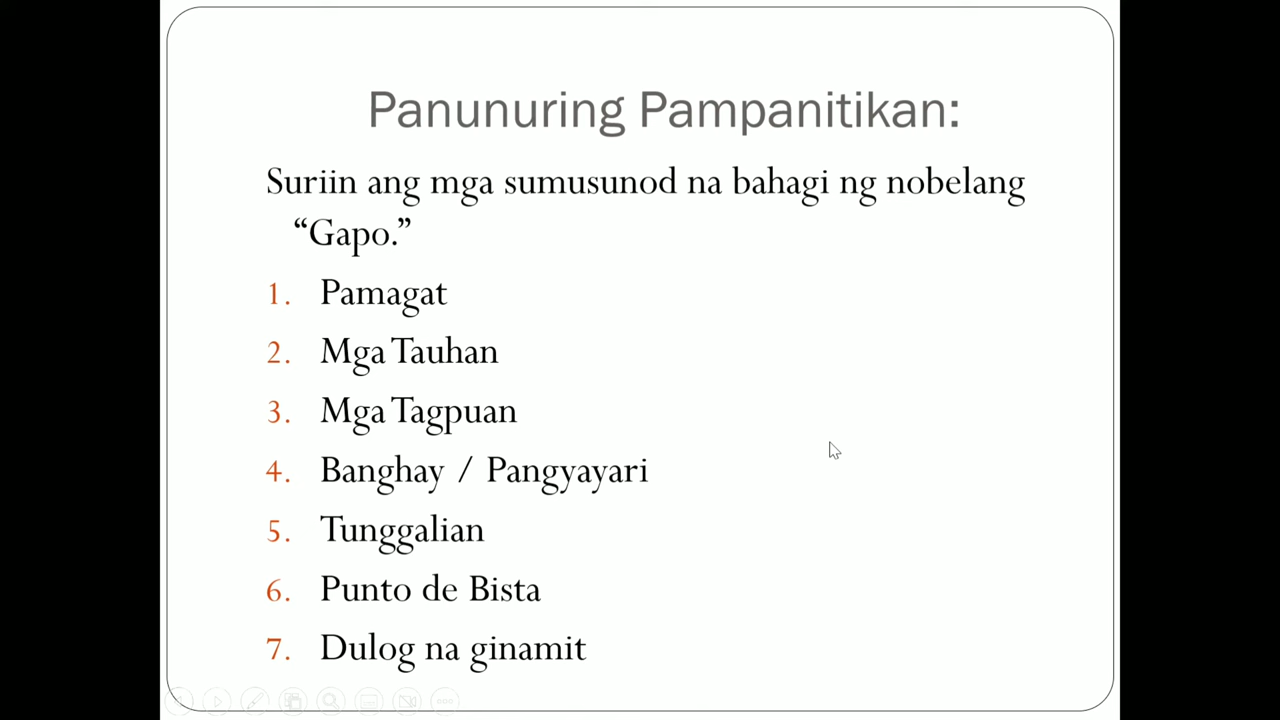 Panunuring Pampanitikan:
Suriin ang mga sumusunod na bahagi ng nobelang
“Gapo.”
1. Pamagat
2. Mga Tauhan
3. Mga Tagpuan
4. Banghay / Pangyayari
5. Tunggalian
6. Punto de Bista
7. Dulog na ginamit